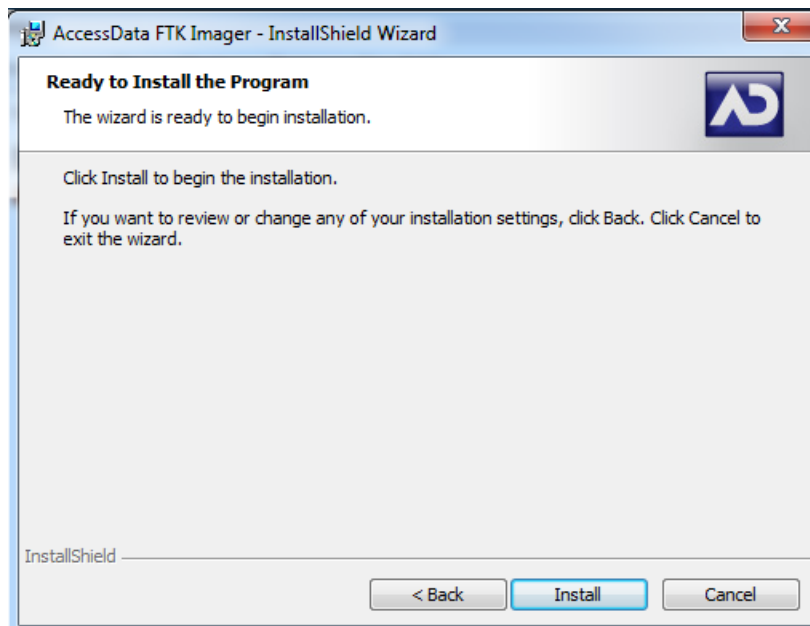 AccessData FTK Imager - InstallShield Wizard
Ready to Install the Program
The wizard is ready to begin installation.
Click Install to begin the installation.
If you want to review or change any of your installation settings, click Back. Click Cancel to
exit the wizard.
InstallShield
< Back
Install
Cancel